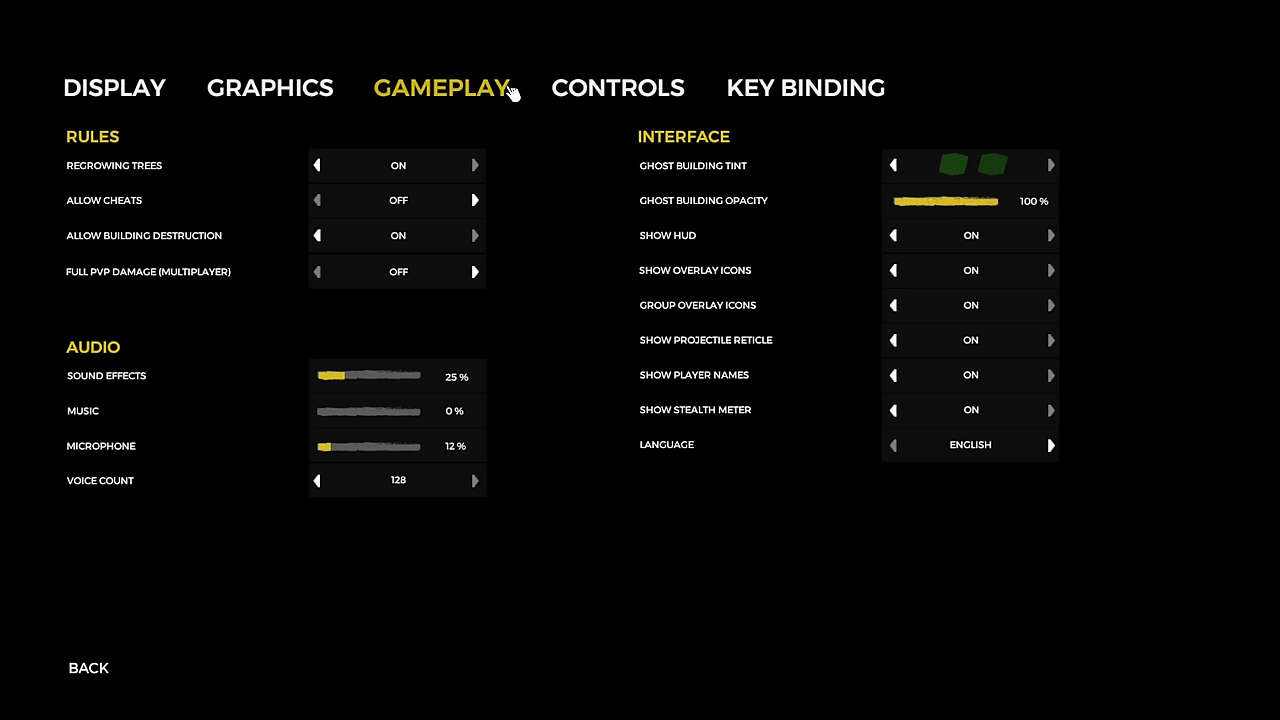 DISPLAY GRAPHICS GAMEPLAY CONTROLS KEY BINDING
RULES
REGROWING TREES ON
ALLOW CHEATS OFF
ALLOW BUILDING DESTRUCTION ON
FULL PVP DAMAGE (MULTIPLAYER) OFF
AUDIO
SOUND EFFECTS 25 %
MUSIC 0 %
MICROPHONE 12 %
VOICE COUNT 128
INTERFACE
GHOST BUILDING TINT
GHOST BUILDING OPACITY 100 %
SHOW HUD ON
SHOW OVERLAY ICONS ON
GROUP OVERLAY ICONS ON
SHOW PROJECTILE RETICLE ON
SHOW PLAYER NAMES ON
SHOW STEALTH METER ON
LANGUAGE ENGLISH
BACK